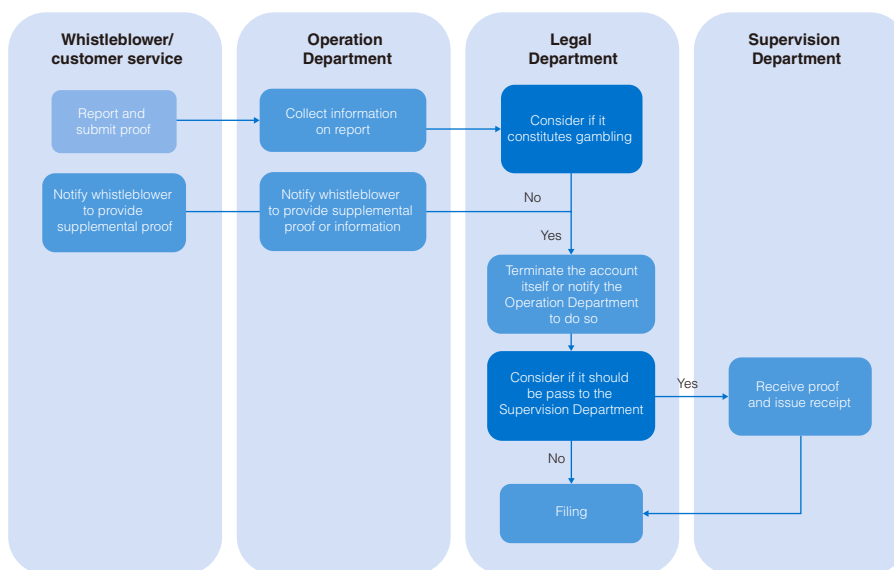 Whistleblower/
customer service
Operation
Department
Legal
Department
Supervision
Department
Report and
submit proof
Collect information
on report
Consider if it
constitutes gambling
Notify whistleblower
to provide
supplemental proof
Notify whistleblower
to provide supplemental
proof or information
No
Yes
Terminate the account
itself or notify the
Operation Department
to do so
Consider if it should
be pass to the
Supervision Department
Yes
Receive proof
and issue receipt
No
Filing